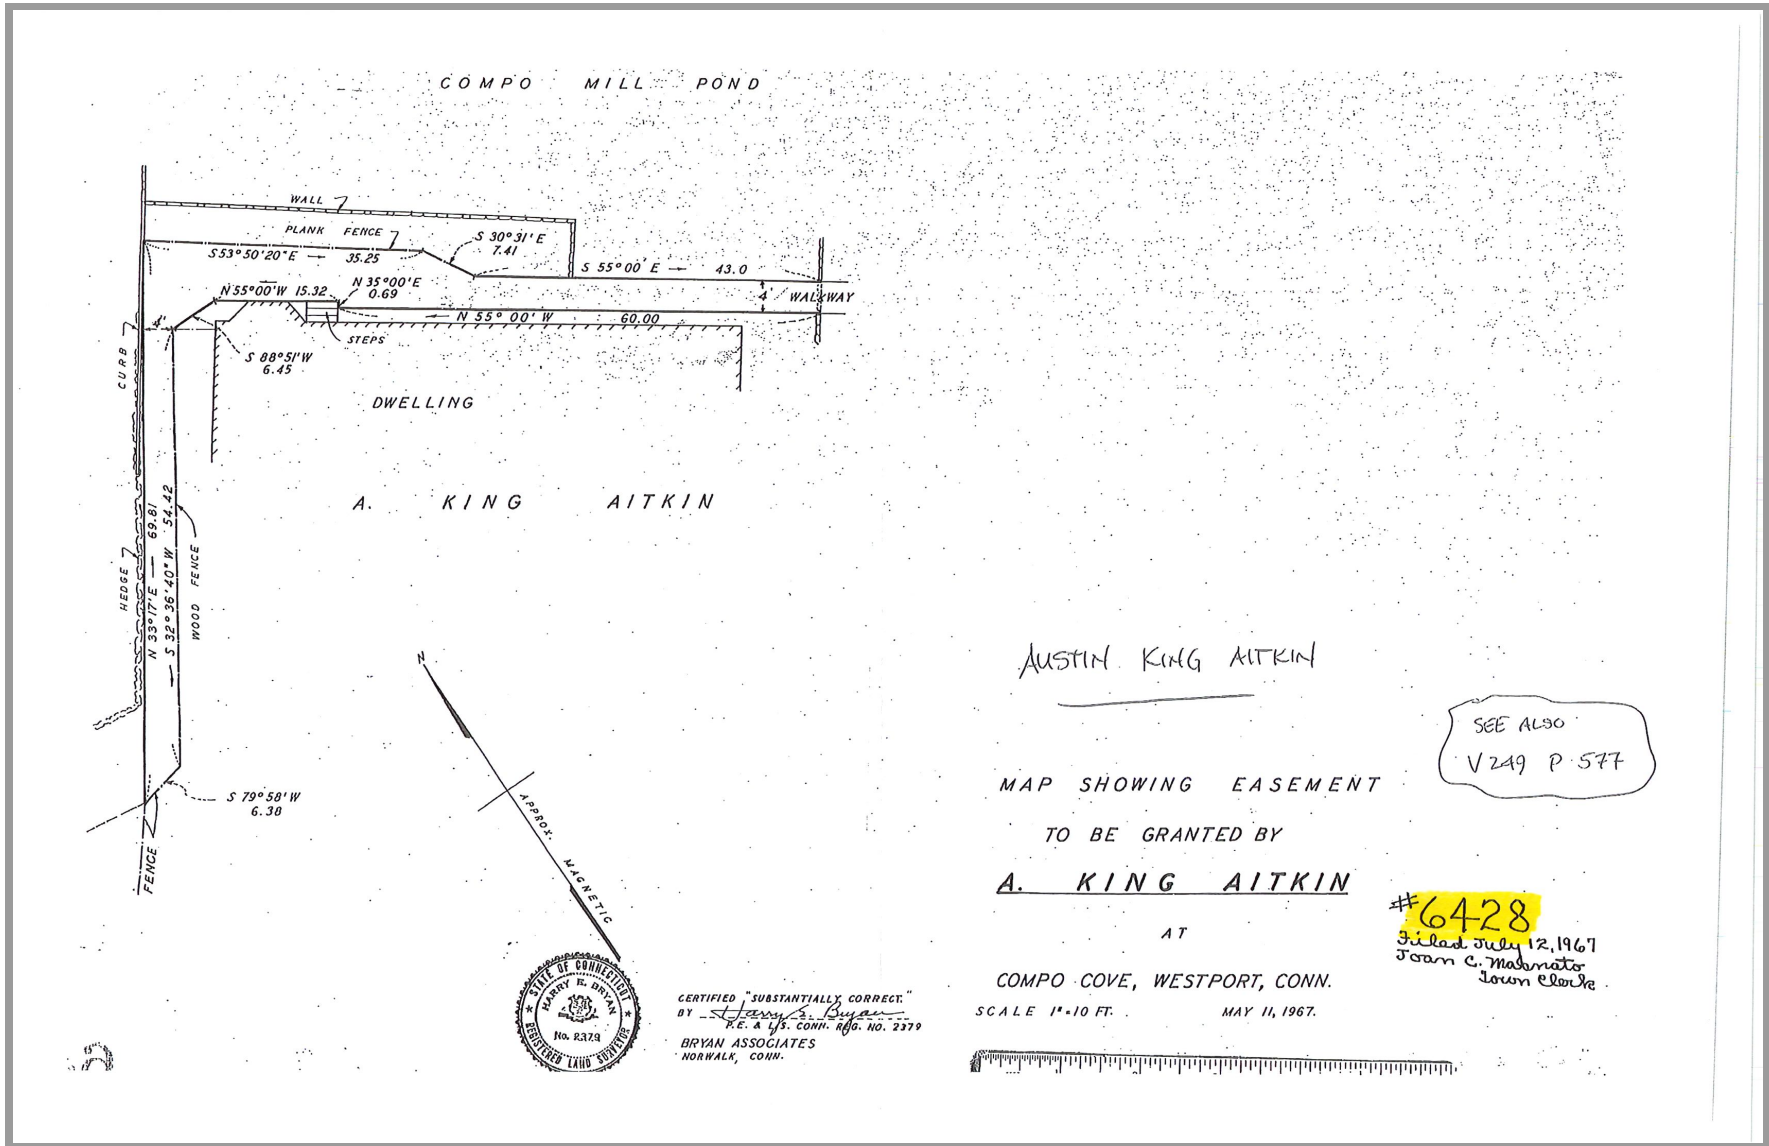 COMPO MILL POND
WALL
PLANK FENCE
S 30°31' E
7.41
S53°50'20"E 35.25
S 55°00' E 43.0
N 35°00'E
0.69
N 55°00'W 15.32
4'
WALKWAY
N 55° 00' W 60.00
4'
STEPS
S 88°51'W
6.45
CURB
DWELLING
A. KING AITKIN
HEDGE
N 33°17'E 69.81
S 32°36'40"W 54.42
WOOD FENCE
N
APPROX. MAGNETIC
S 79°58'W
6.38
FENCE
AUSTIN KING AITKIN
SEE ALSO
V 249 P. 577
MAP SHOWING EASEMENT
TO BE GRANTED BY
A. KING AITKIN
AT
COMPO COVE, WESTPORT, CONN.
SCALE 1"=10 FT. MAY 11, 1967.
#6428
Filed July 12, 1967
Joan C.
Town Clerk
STATE OF CONNECTICUT
HARRY E. BRYAN
No. 2379
REGISTERED LAND SURVEYOR
CERTIFIED "SUBSTANTIALLY CORRECT."
BY Harry E. Bryan
P.E. & L.S. CONN. REG. NO. 2379
BRYAN ASSOCIATES
NORWALK, CONN.